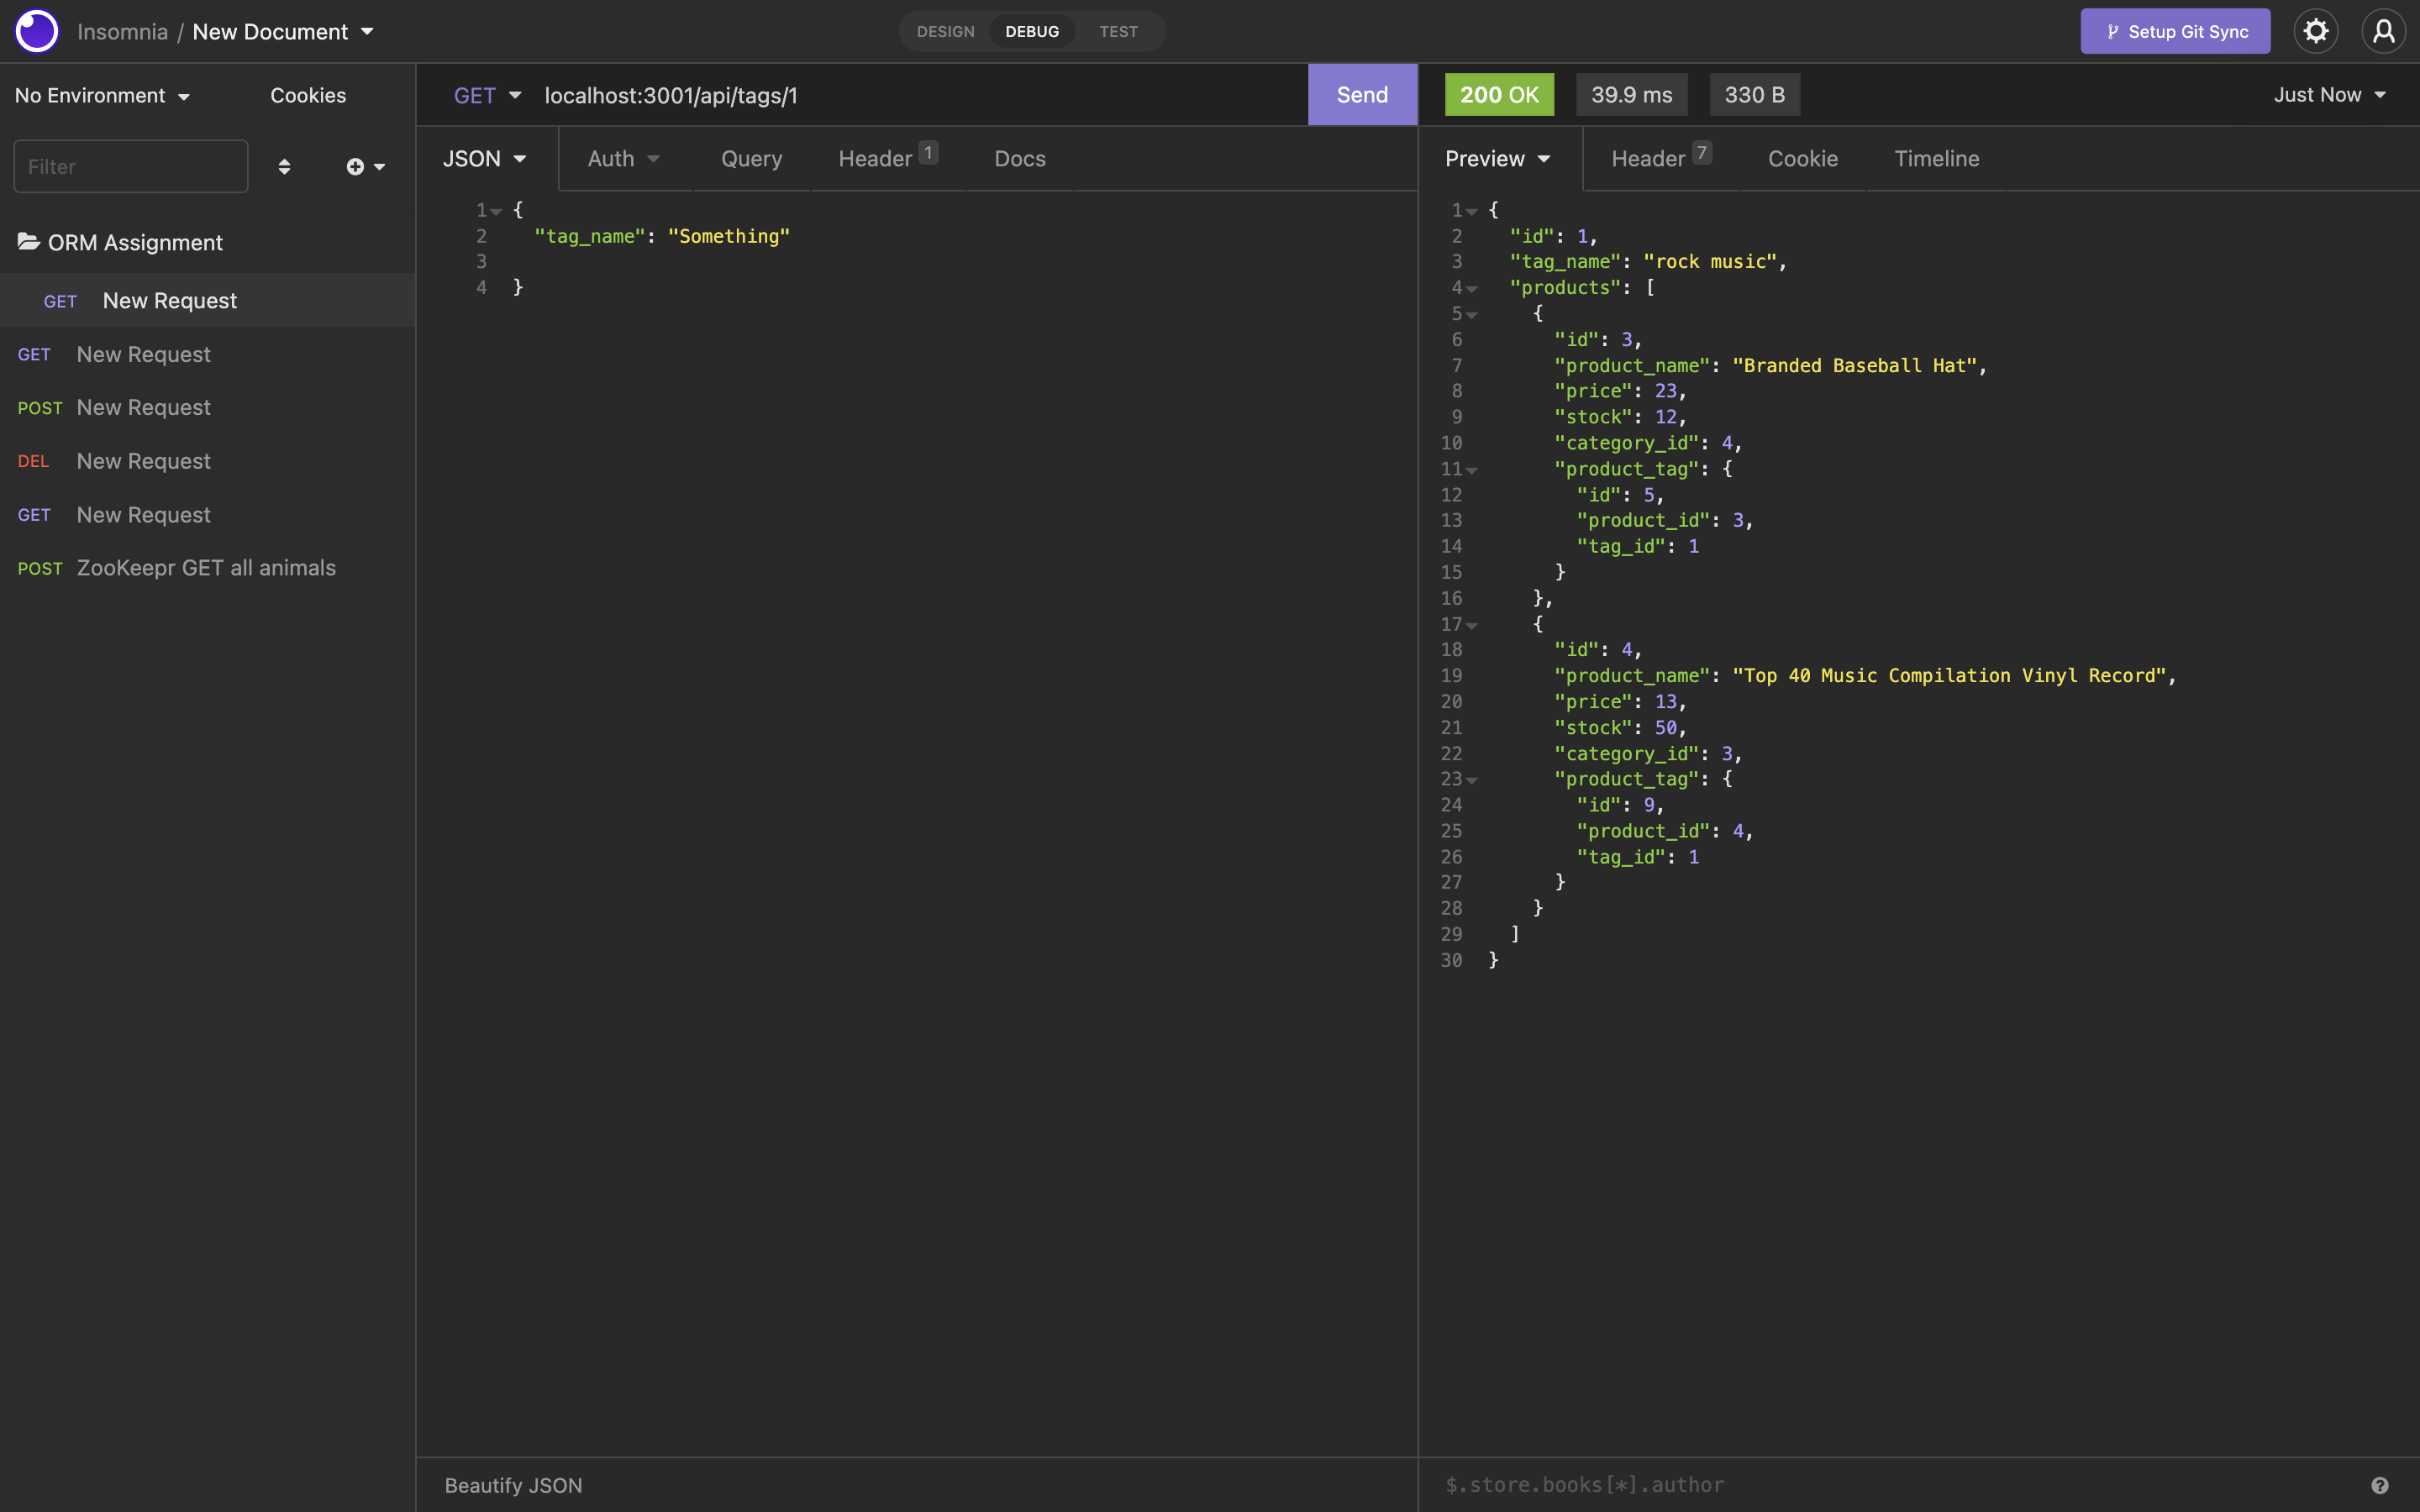 Insomnia / New Document
DESIGN DEBUG TEST
Setup Git Sync
No Environment
Cookies
Filter
ORM Assignment
GET New Request
GET New Request
POST New Request
DEL New Request
GET New Request
POST ZooKeepr GET all animals
GET localhost:3001/api/tags/1
Send
JSON Auth Query Header 1 Docs
1 {
2 "tag_name": "Something"
3
4 }
Beautify JSON
200 OK 39.9 ms 330 B
Just Now
Preview Header 7 Cookie Timeline
1 {
2 "id": 1,
3 "tag_name": "rock music",
4 "products": [
5 {
6 "id": 3,
7 "product_name": "Branded Baseball Hat",
8 "price": 23,
9 "stock": 12,
10 "category_id": 4,
11 "product_tag": {
12 "id": 5,
13 "product_id": 3,
14 "tag_id": 1
15 }
16 },
17 {
18 "id": 4,
19 "product_name": "Top 40 Music Compilation Vinyl Record",
20 "price": 13,
21 "stock": 50,
22 "category_id": 3,
23 "product_tag": {
24 "id": 9,
25 "product_id": 4,
26 "tag_id": 1
27 }
28 }
29 ]
30 }
$.store.books[*].author
?